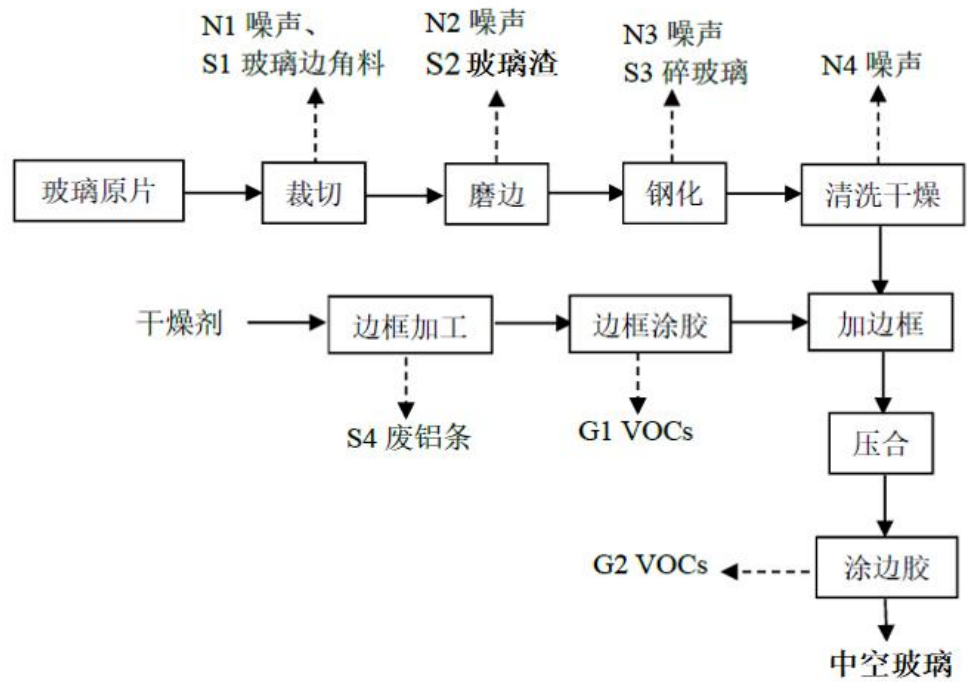 N1 噪声、
S1 玻璃边角料
N2 噪声
S2 玻璃渣
N3 噪声
S3 碎玻璃
N4 噪声
玻璃原片
裁切
磨边
钢化
清洗干燥
干燥剂
边框加工
边框涂胶
加边框
S4 废铝条
G1 VOCs
压合
G2 VOCs
涂边胶
中空玻璃